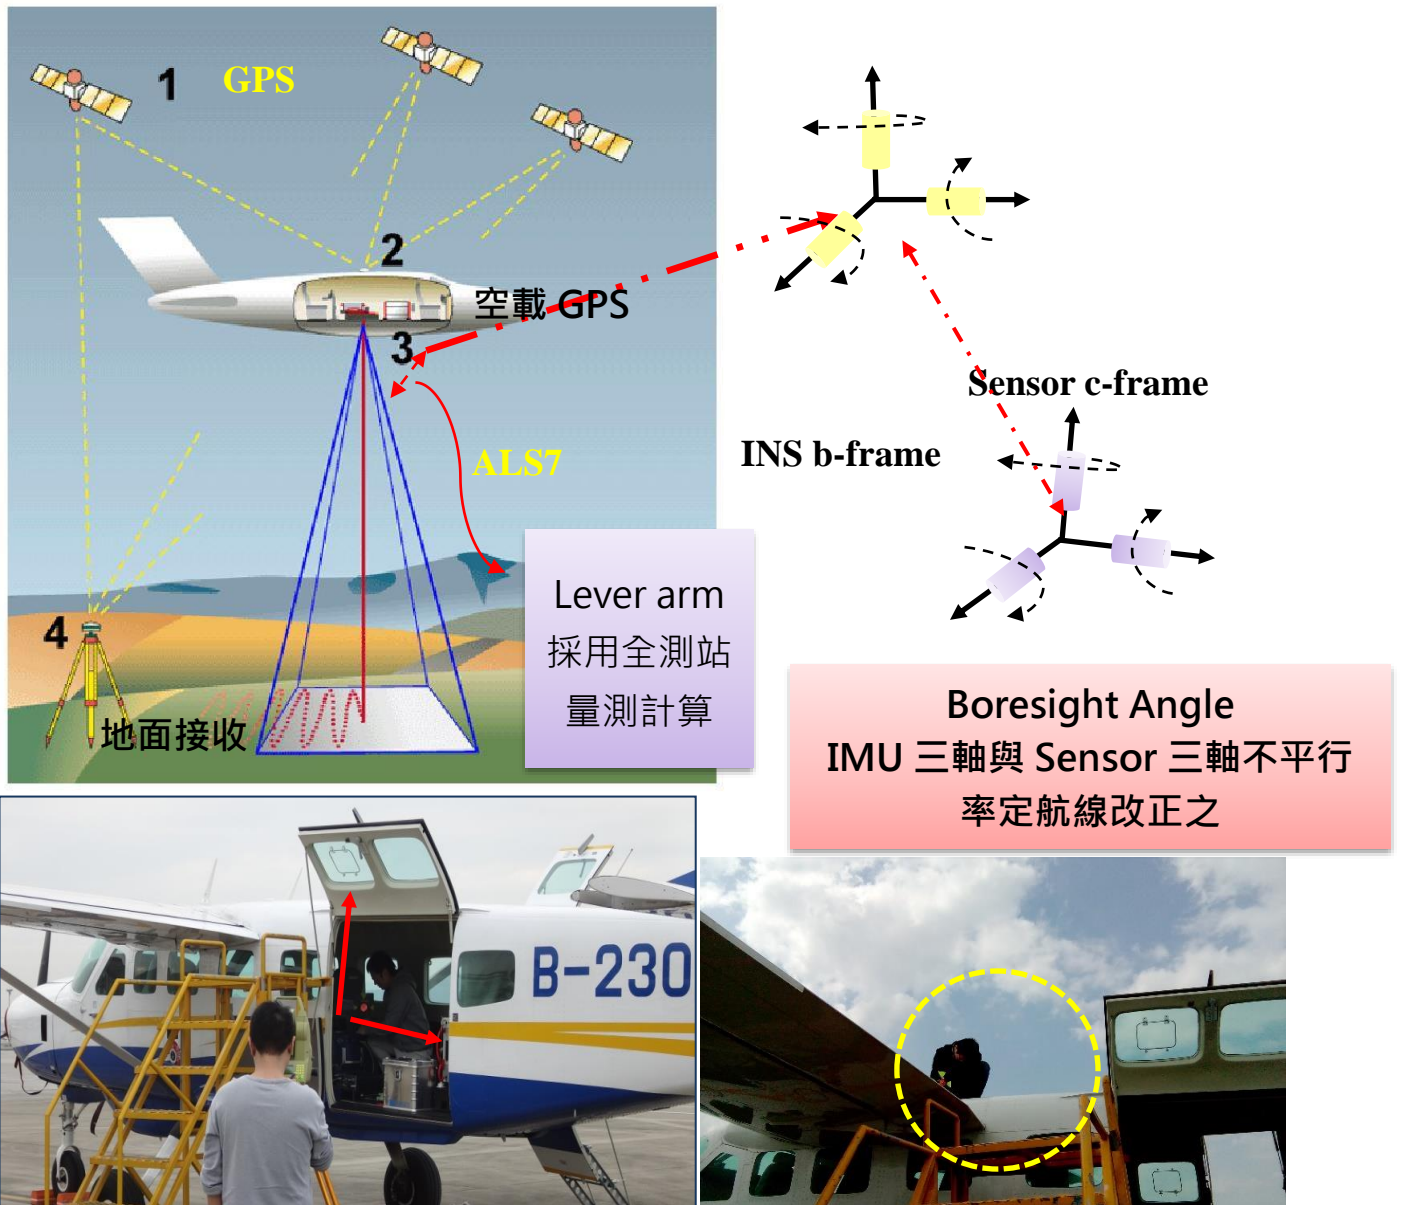 1
GPS
2
空載 GPS
3
Sensor c-frame
INS b-frame
ALS7
Lever arm
採用全測站
量測計算
4
地面接收
Boresight Angle
IMU 三軸與 Sensor 三軸不平行
率定航線改正之
B-230